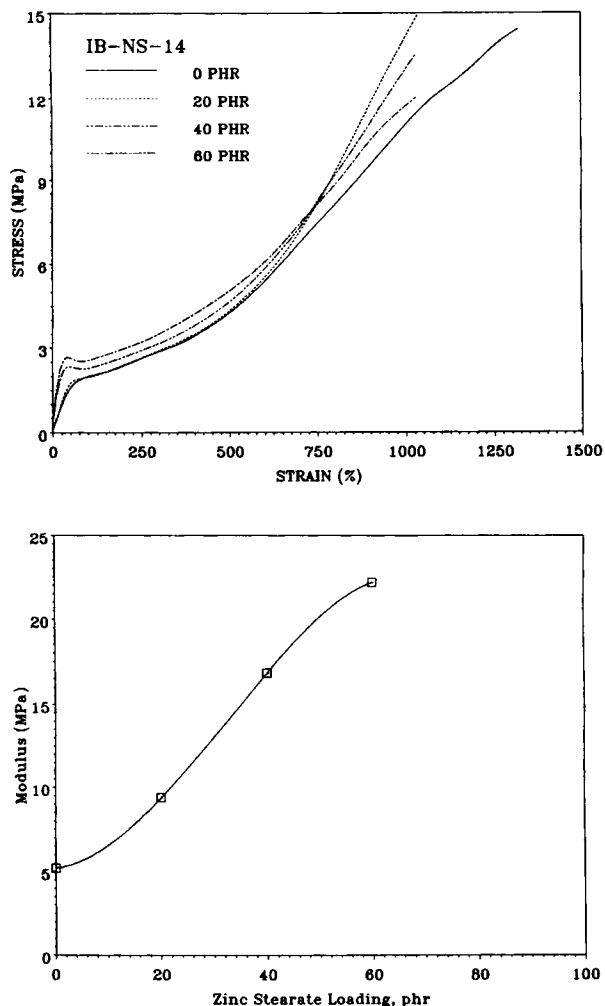 15
12
9
6
3
0
STRESS (MPa)
IB-NS-14
0 PHR
20 PHR
40 PHR
60 PHR
0
250
500
750
1000
1250
1500
STRAIN (%)
25
20
15
10
5
0
Modulus (MPa)
0
20
40
60
80
100
Zinc Stearate Loading, phr